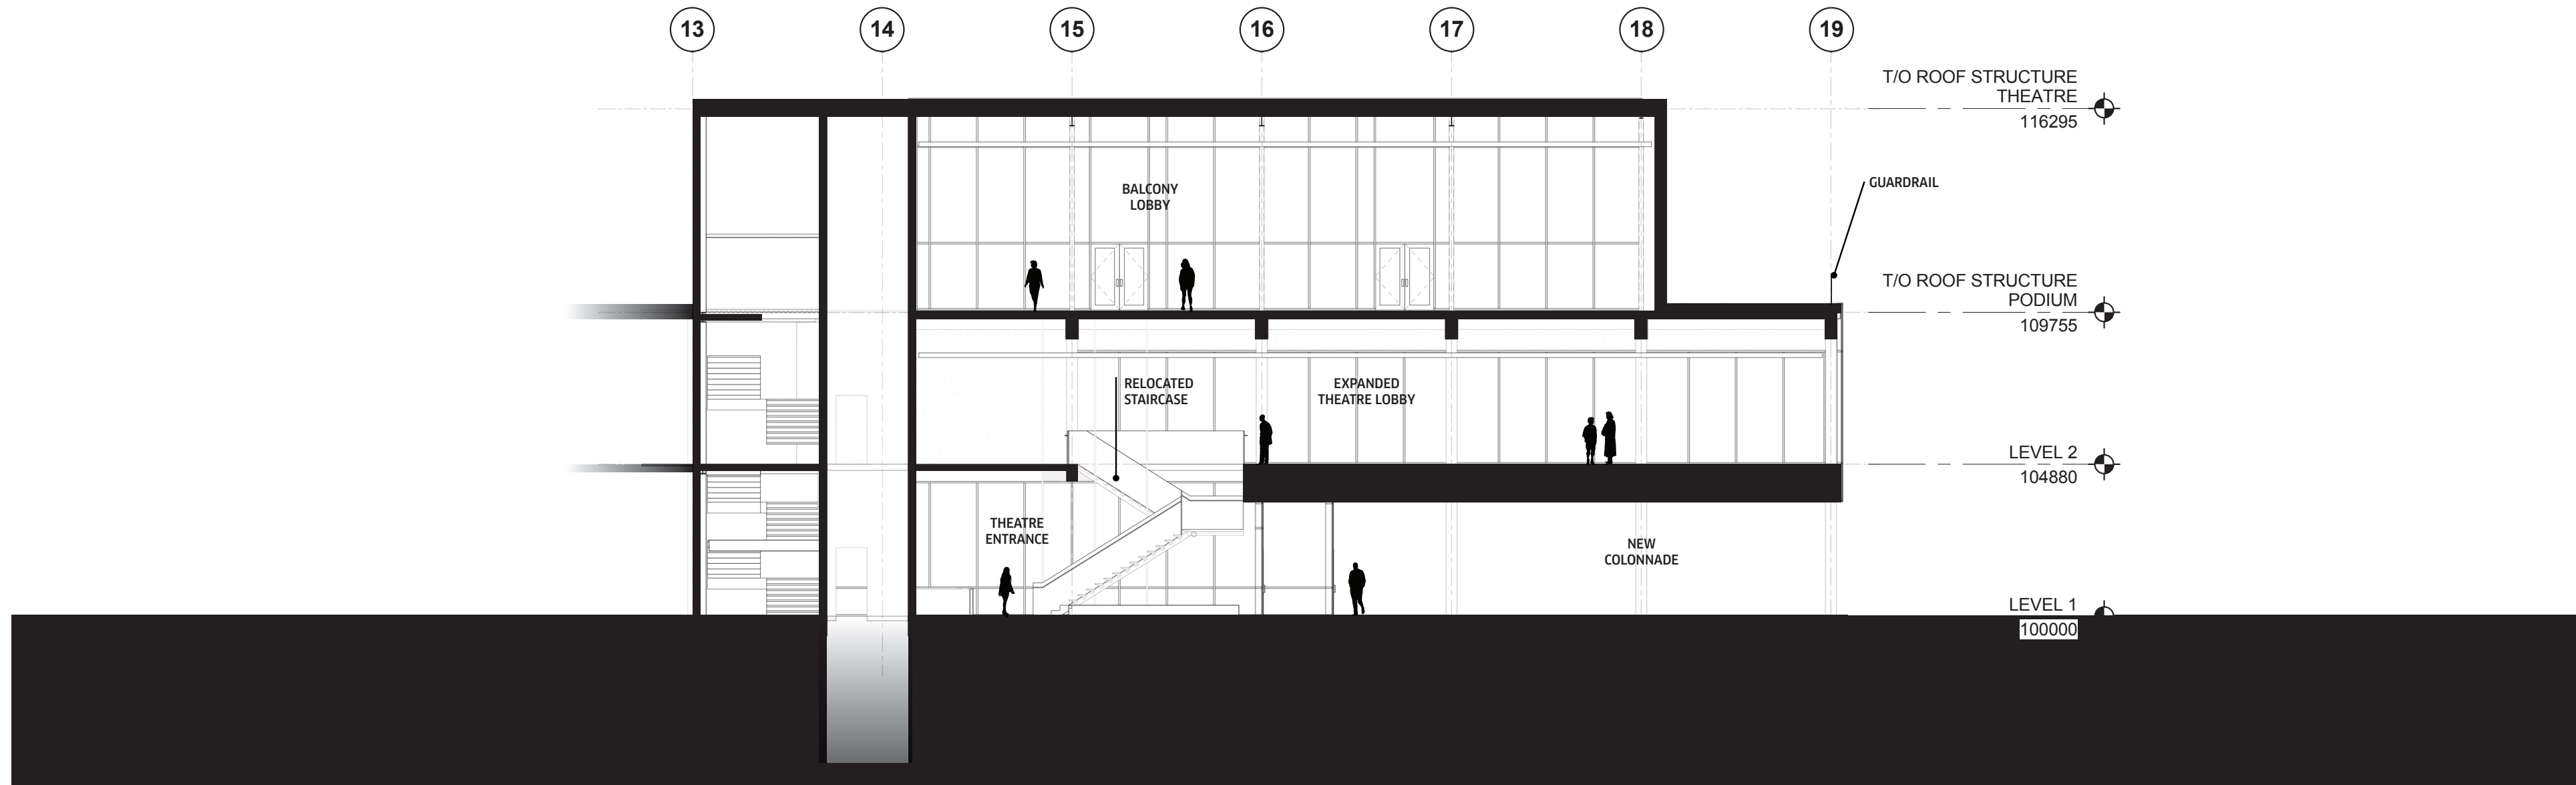 13 14 15 16 17 18 19
T/O ROOF STRUCTURE
THEATRE
116295
GUARDRAIL
BALCONY
LOBBY
T/O ROOF STRUCTURE
PODIUM
109755
RELOCATED
STAIRCASE
EXPANDED
THEATRE LOBBY
LEVEL 2
104880
THEATRE
ENTRANCE
NEW
COLONNADE
LEVEL 1
100000